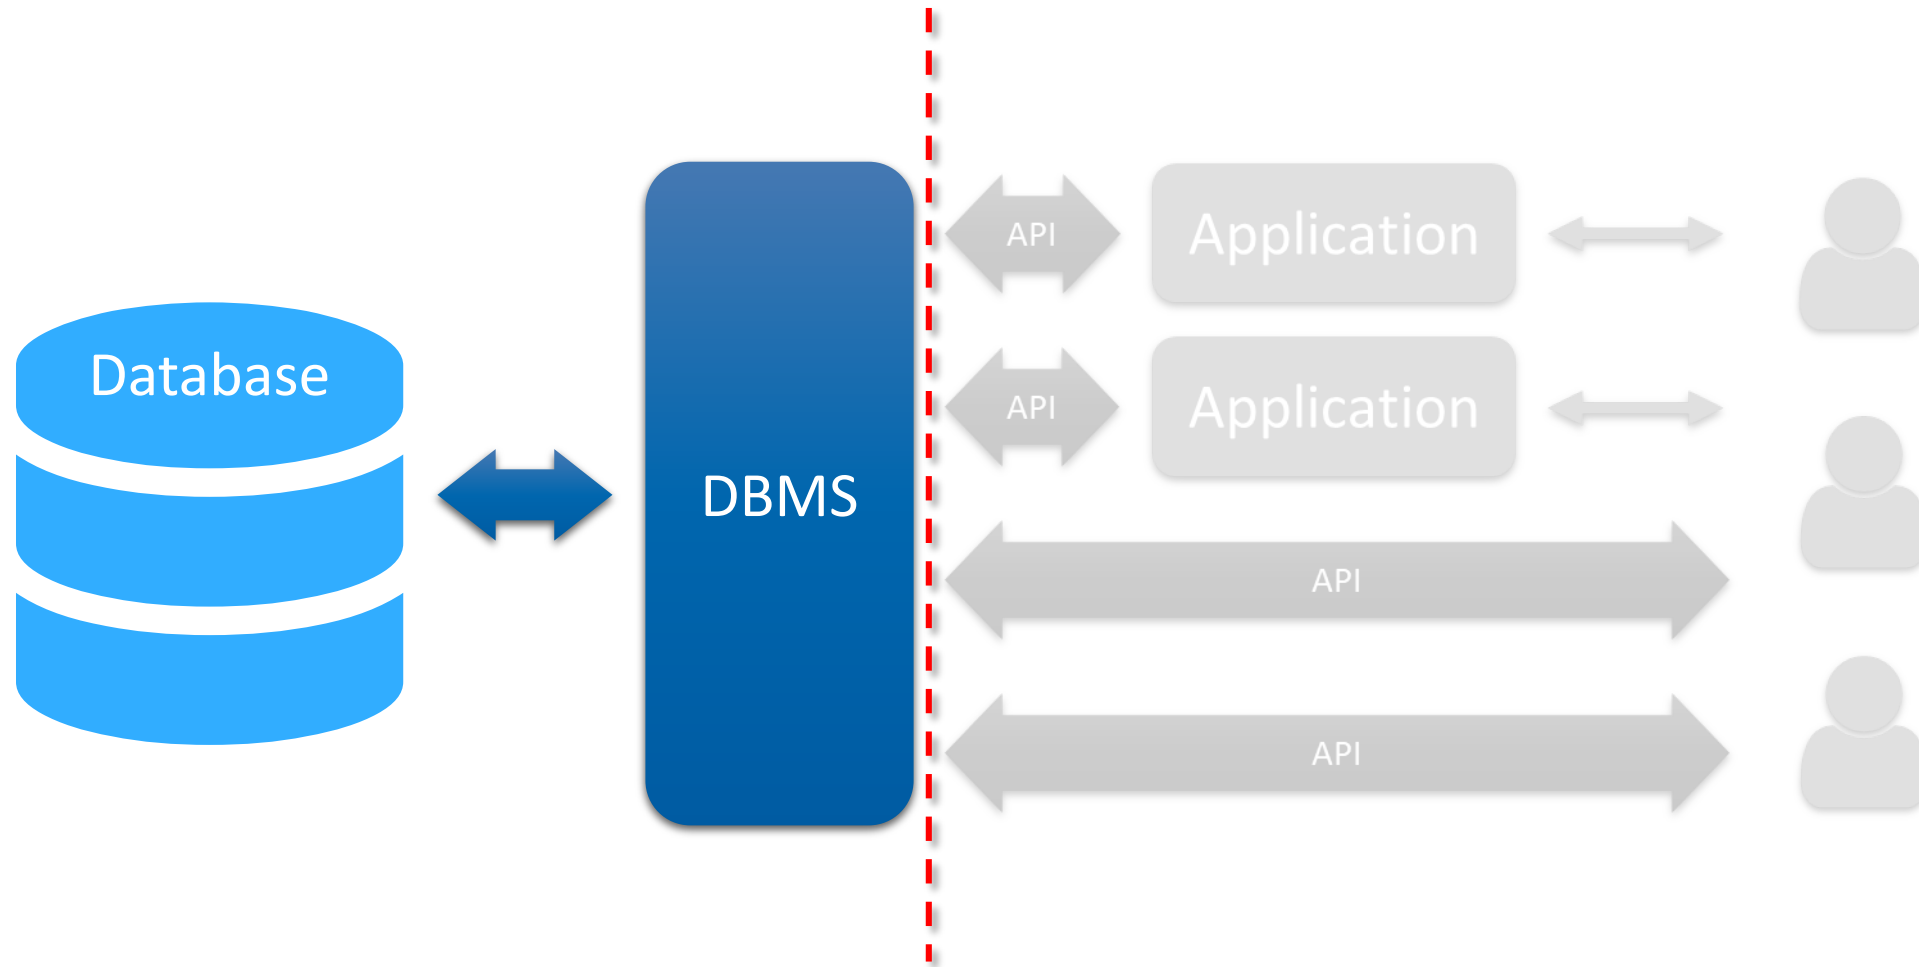 Database
DBMS
API
Application
API
Application
API
API